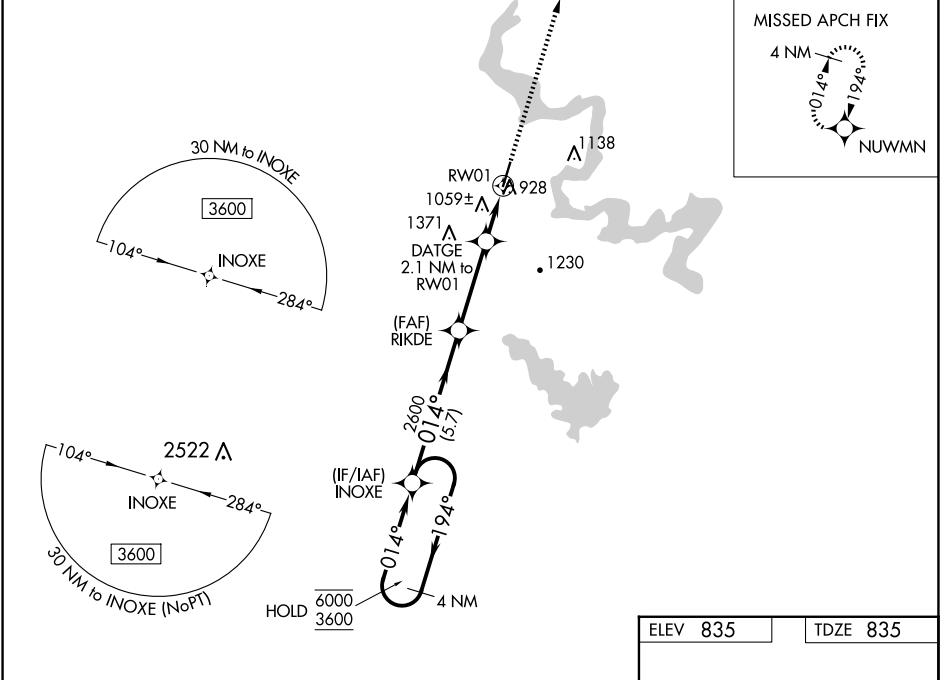 MISSED APCH FIX
4 NM
014°
194°
NUWMN
1138
RW01
928
1059±
1371
DATGE
2.1 NM to
RW01
1230
(FAF)
RIKDE
30 NM to INOXE
3600
104°
INOXE
284°
2600
014°
(5.7)
104°
2522
INOXE
284°
3600
30 NM to INOXE (NoPT)
(IF/IAF)
INOXE
014°
194°
HOLD
6000
3600
4 NM
ELEV 835
TDZE 835